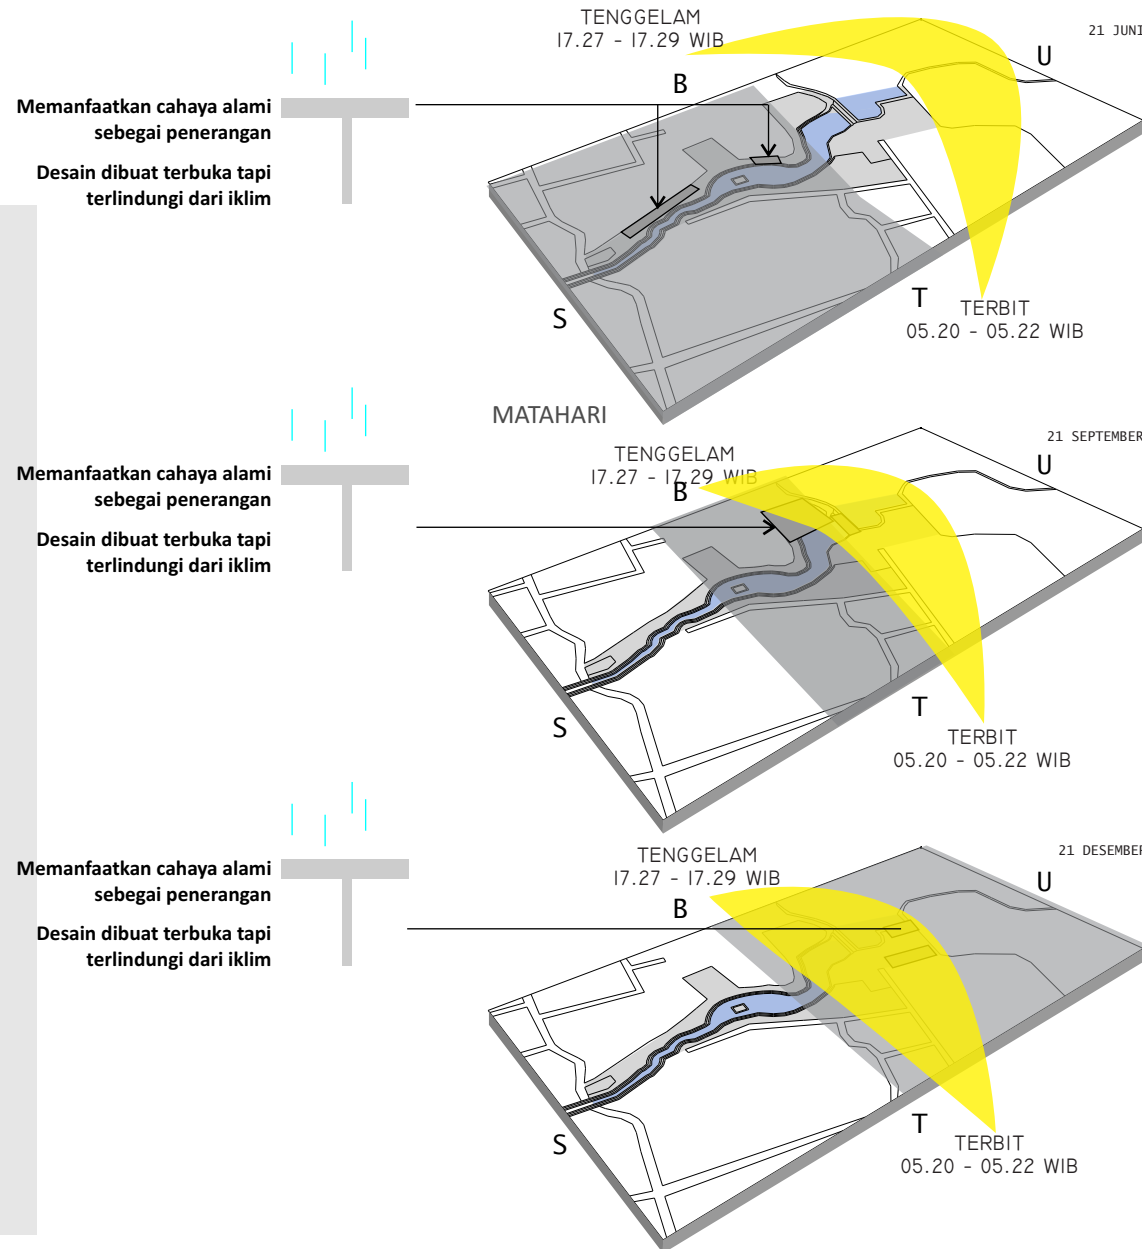 TENGGELAM
17.27 - 17.29 WIB
21 JUNI
U
B
Memanfaatkan cahaya alami
sebegai penerangan
Desain dibuat terbuka tapi
terlindungi dari iklim
S
T
TERBIT
05.20 - 05.22 WIB
MATAHARI
TENGGELAM
17.27 - 17.29 WIB
21 SEPTEMBER
U
B
Memanfaatkan cahaya alami
sebegai penerangan
Desain dibuat terbuka tapi
terlindungi dari iklim
S
T
TERBIT
05.20 - 05.22 WIB
TENGGELAM
17.27 - 17.29 WIB
21 DESEMBER
U
B
Memanfaatkan cahaya alami
sebegai penerangan
Desain dibuat terbuka tapi
terlindungi dari iklim
S
T
TERBIT
05.20 - 05.22 WIB